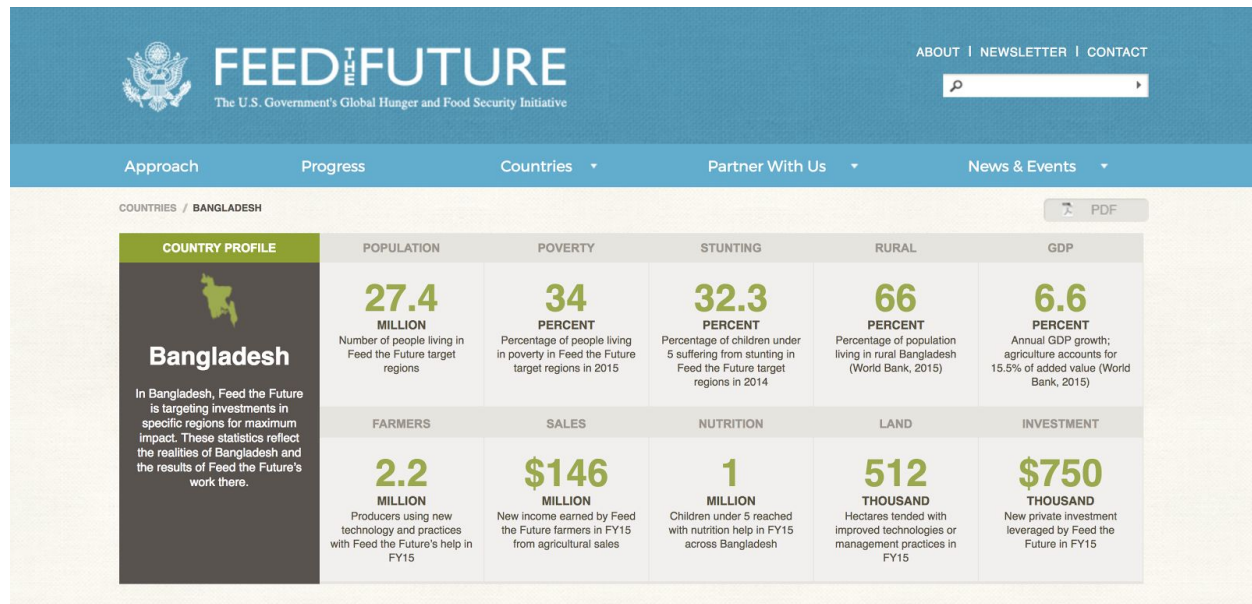 FEED THE FUTURE
The U.S. Government's Global Hunger and Food Security Initiative
ABOUT | NEWSLETTER | CONTACT
Approach Progress Countries Partner With Us News & Events
COUNTRIES / BANGLADESH
PDF
COUNTRY PROFILE
Bangladesh
In Bangladesh, Feed the Future
is targeting investments in
specific regions for maximum
impact. These statistics reflect
the realities of Bangladesh and
the results of Feed the Future's
work there.
POPULATION
27.4
MILLION
Number of people living in
Feed the Future target
regions
POVERTY
34
PERCENT
Percentage of people living
in poverty in Feed the Future
target regions in 2015
STUNTING
32.3
PERCENT
Percentage of children under
5 suffering from stunting in
Feed the Future target
regions in 2014
RURAL
66
PERCENT
Percentage of population
living in rural Bangladesh
(World Bank, 2015)
GDP
6.6
PERCENT
Annual GDP growth;
agriculture accounts for
15.5% of added value (World
Bank, 2015)
FARMERS
2.2
MILLION
Producers using new
technology and practices
with Feed the Future's help in
FY15
SALES
$146
MILLION
New income earned by Feed
the Future farmers in FY15
from agricultural sales
NUTRITION
1
MILLION
Children under 5 reached
with nutrition help in FY15
across Bangladesh
LAND
512
THOUSAND
Hectares tended with
improved technologies or
management practices in
FY15
INVESTMENT
$750
THOUSAND
New private investment
leveraged by Feed the
Future in FY15